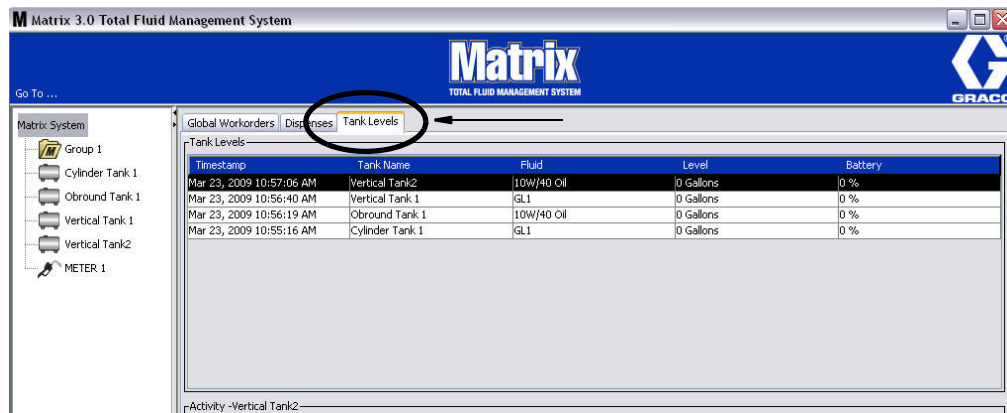 M Matrix 3.0 Total Fluid Management System
Matrix
TOTAL FLUID MANAGEMENT SYSTEM
Go To ...
GRACO
Matrix System
Group 1
Cylinder Tank 1
Obround Tank 1
Vertical Tank 1
Vertical Tank2
METER 1
Global Workorders Dispenses Tank Levels
Tank Levels
Timestamp Tank Name Fluid Level Battery
Mar 23, 2009 10:57:06 AM Vertical Tank2 10W/40 Oil 0 Gallons 0 %
Mar 23, 2009 10:56:40 AM Vertical Tank 1 GL1 0 Gallons 0 %
Mar 23, 2009 10:56:19 AM Obround Tank 1 10W/40 Oil 0 Gallons 0 %
Mar 23, 2009 10:55:16 AM Cylinder Tank 1 GL1 0 Gallons 0 %
Activity -Vertical Tank2